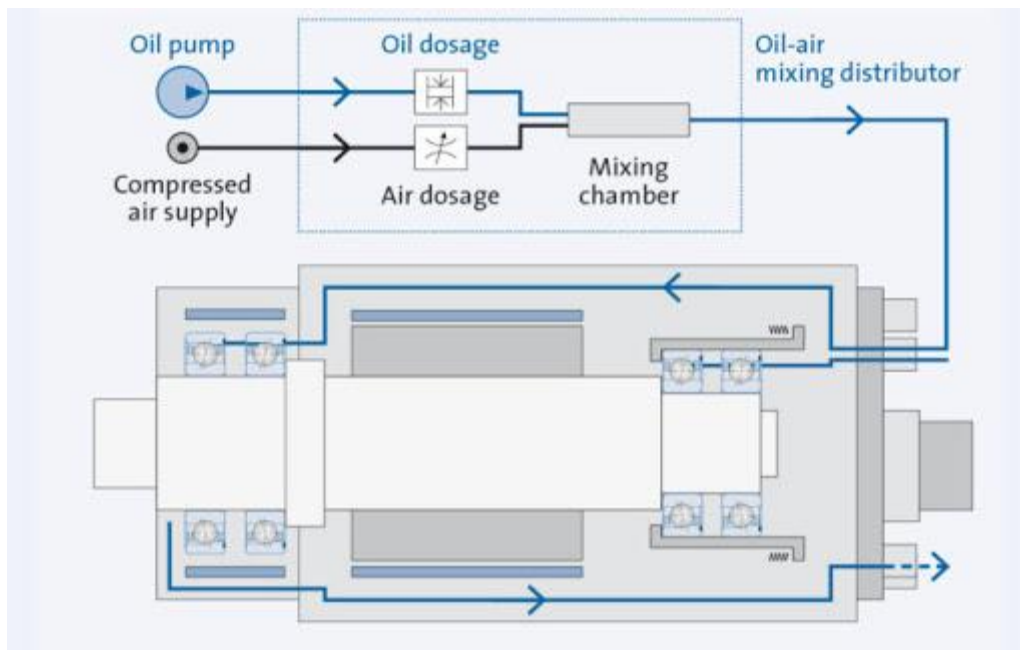 Oil pump
Oil dosage
Oil-air
mixing distributor
Compressed
air supply
Air dosage
Mixing
chamber